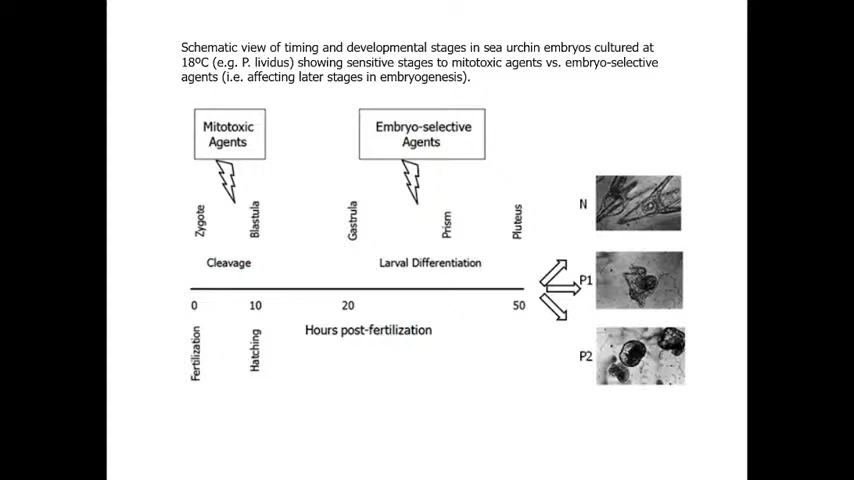 Schematic view of timing and developmental stages in sea urchin embryos cultured at
18ºC (e.g. P. lividus) showing sensitive stages to mitotoxic agents vs. embryo-selective
agents (i.e. affecting later stages in embryogenesis).
Mitotoxic
Agents
Embryo-selective
Agents
Zygote
Blastula
Gastrula
Prism
Pluteus
N
Cleavage
Larval Differentiation
P1
0
10
20
50
Hours post-fertilization
Fertilization
Hatching
P2